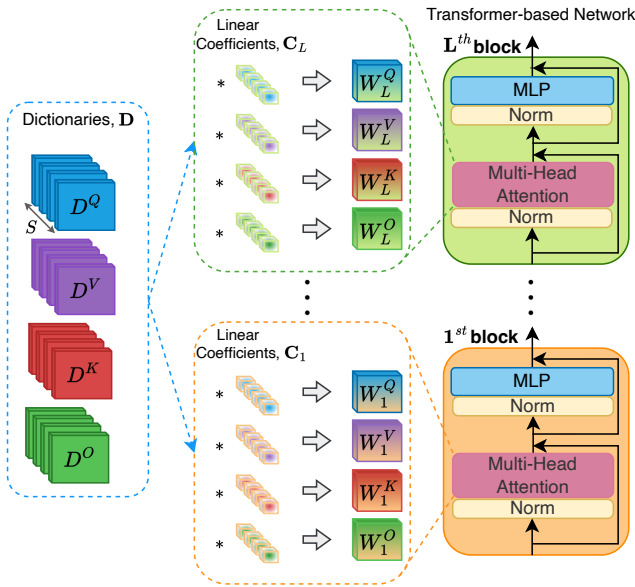 Dictionaries, D
D^Q
S
D^V
D^K
D^O
Linear
Coefficients, C_L
* W_L^Q
* W_L^V
* W_L^K
* W_L^O
Linear
Coefficients, C_1
* W_1^Q
* W_1^V
* W_1^K
* W_1^O
Transformer-based Network
L^th block
MLP
Norm
Multi-Head
Attention
Norm
1^st block
MLP
Norm
Multi-Head
Attention
Norm